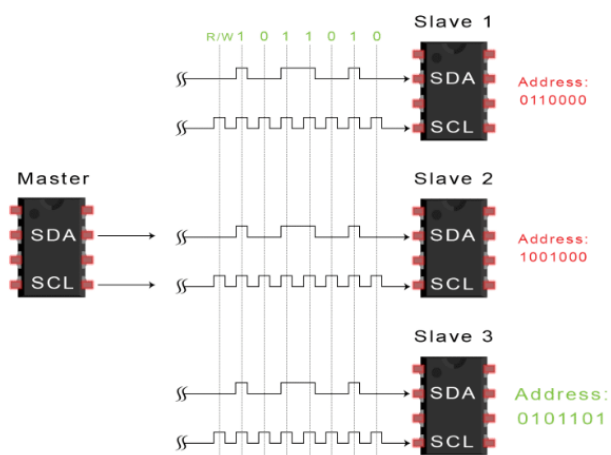 Slave 1
R/W 1 0 1 1 0 1 0
SDA
SCL
Address:
0110000
Master
SDA
SCL
Slave 2
SDA
SCL
Address:
1001000
Slave 3
SDA
SCL
Address:
0101101